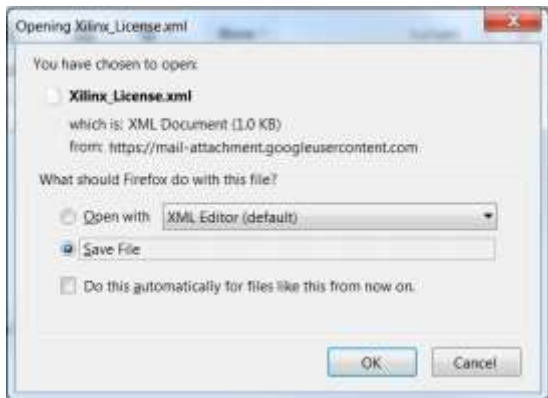 Opening Xilinx_License.xml
You have chosen to open:
Xilinx_License.xml
which is: XML Document (1.0 KB)
from: https://mail-attachment.googleusercontent.com
What should Firefox do with this file?
Open with XML Editor (default)
Save File
Do this automatically for files like this from now on.
OK Cancel